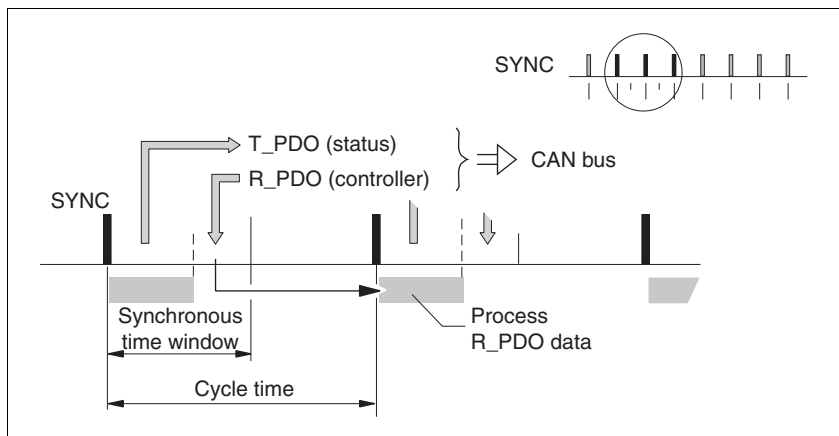 SYNC
T_PDO (status)
R_PDO (controller)
CAN bus
SYNC
Synchronous
time window
Process
R_PDO data
Cycle time